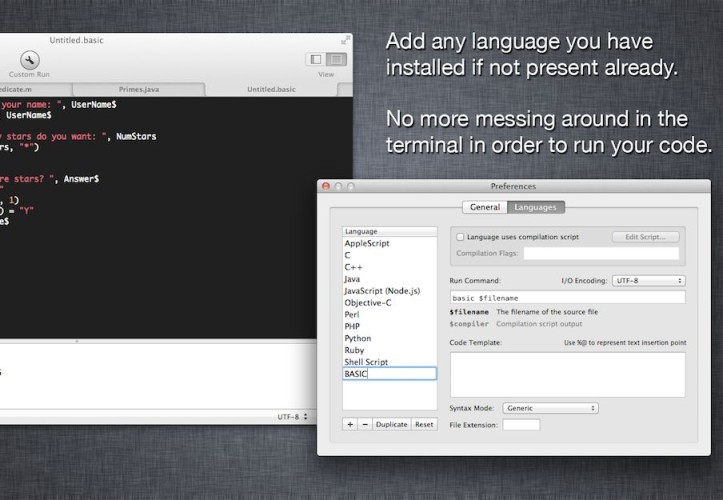 Untitled.basic
Custom Run
View
edicate.m
Primes.java
Untitled.basic
your name: ", UserName$
UserName$
y stars do you want: ", NumStars
rs, "*")
re stars? ", Answer$
"
, 1)
) = "Y"
e$
UTF-8
Add any language you have
installed if not present already.
No more messing around in the
terminal in order to run your code.
Preferences
General
Languages
Language
AppleScript
C
C++
Java
JavaScript (Node.js)
Objective-C
Perl
PHP
Python
Ruby
Shell Script
BASIC
+ − Duplicate Reset
Language uses compilation script
Edit Script...
Compilation Flags:
Run Command:
I/O Encoding: UTF-8
basic $filename
$filename The filename of the source file
$compiler Compilation script output
Code Template:
Use %@ to represent text insertion point
Syntax Mode: Generic
File Extension: